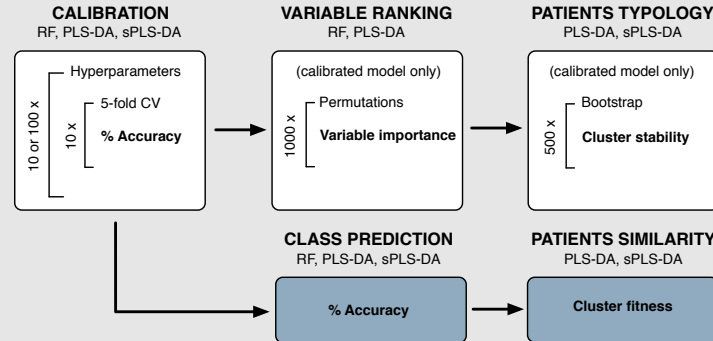 CALIBRATION
RF, PLS-DA, sPLS-DA
10 or 100 x
Hyperparameters
10 x
5-fold CV
% Accuracy
VARIABLE RANKING
RF, PLS-DA
(calibrated model only)
1000 x
Permutations
Variable importance
PATIENTS TYPOLOGY
PLS-DA, sPLS-DA
(calibrated model only)
500 x
Bootstrap
Cluster stability
CLASS PREDICTION
RF, PLS-DA, sPLS-DA
% Accuracy
PATIENTS SIMILARITY
PLS-DA, sPLS-DA
Cluster fitness